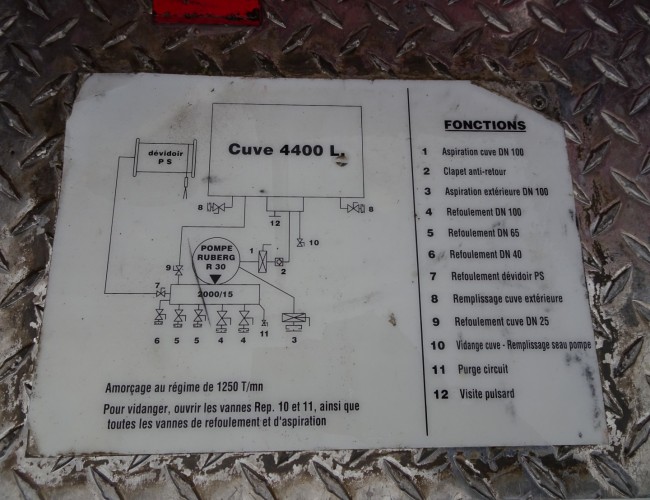 Cuve 4400 L.
dévidoir
P S
8
12
8
10
POMPE
RUBERG
R 30
1
2
9
7
2000/15
6
5
5
4
4
11
3
Amorçage au régime de 1250 T/mn
Pour vidanger, ouvrir les vannes Rep. 10 et 11, ainsi que
toutes les vannes de refoulement et d'aspiration
FONCTIONS
1 Aspiration cuve DN 100
2 Clapet anti-retour
3 Aspiration extérieure DN 100
4 Refoulement DN 100
5 Refoulement DN 65
6 Refoulement DN 40
7 Refoulement dévidoir PS
8 Remplissage cuve extérieure
9 Refoulement cuve DN 25
10 Vidange cuve - Remplissage seau pompe
11 Purge circuit
12 Visite pulsard